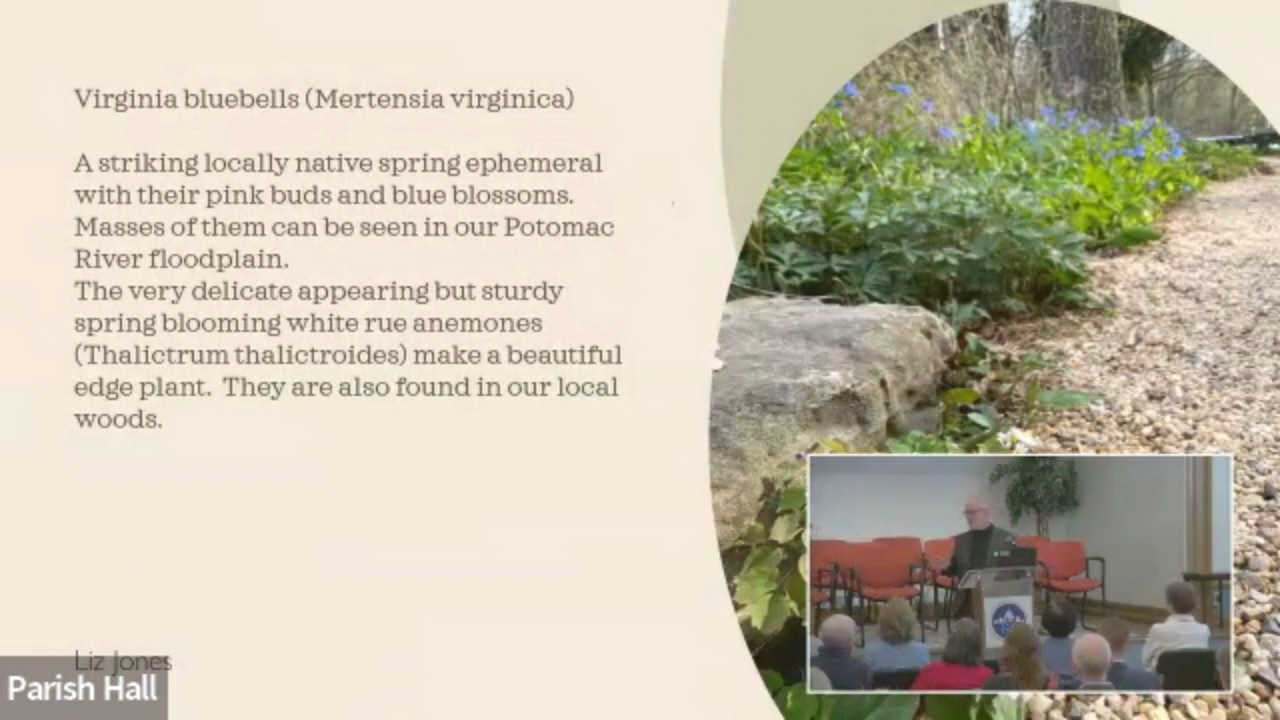 Virginia bluebells (Mertensia virginica)
A striking locally native spring ephemeral
with their pink buds and blue blossoms.
Masses of them can be seen in our Potomac
River floodplain.
The very delicate appearing but sturdy
spring blooming white rue anemones
(Thalictrum thalictroides) make a beautiful
edge plant.  They are also found in our local
woods.
Liz Jones
Parish Hall